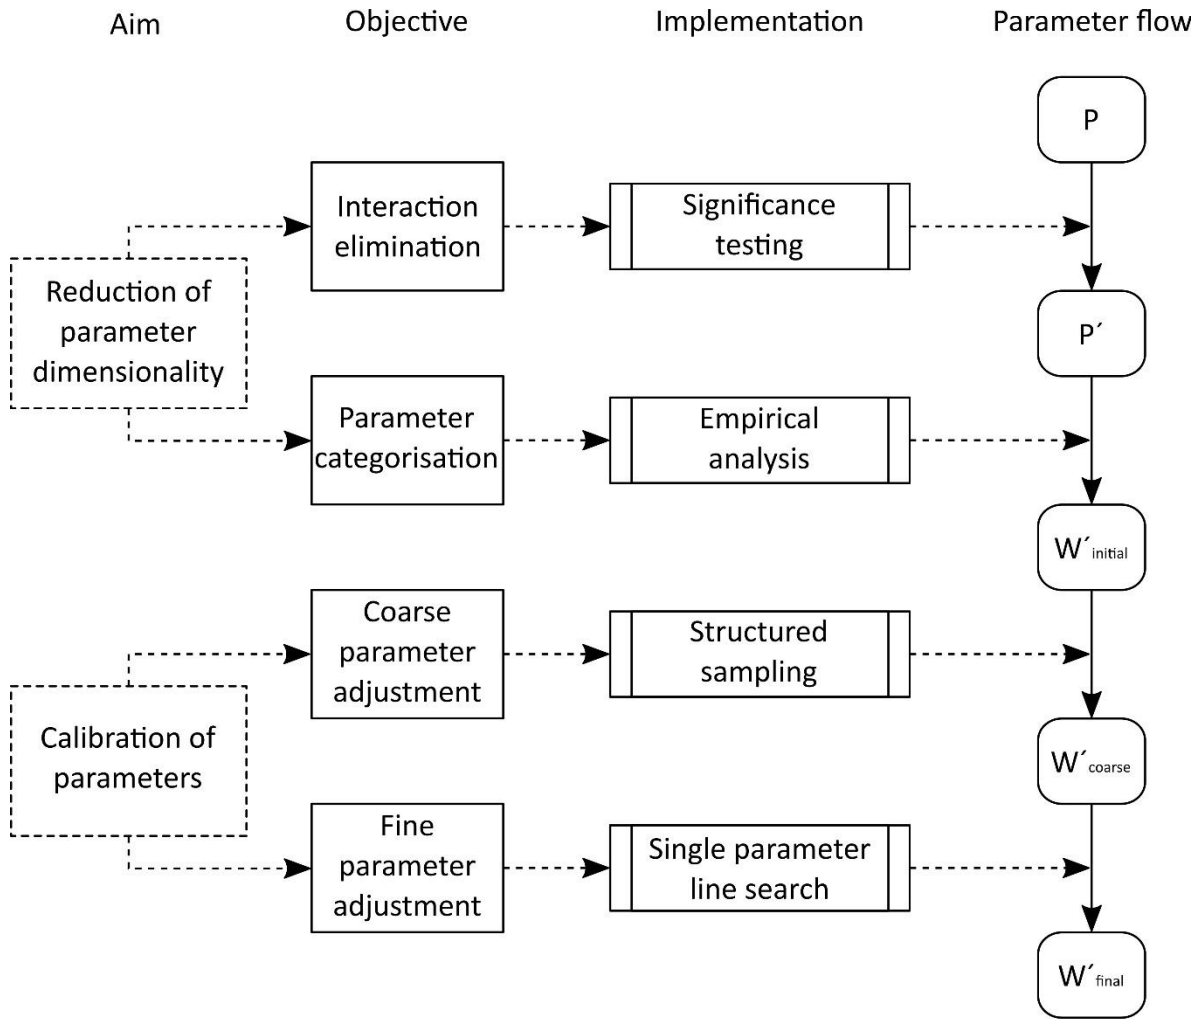 Aim
Objective
Implementation
Parameter flow
P
Interaction
elimination
Significance
testing
Reduction of
parameter
dimensionality
P´
Parameter
categorisation
Empirical
analysis
W´initial
Coarse
parameter
adjustment
Structured
sampling
Calibration of
parameters
W´coarse
Fine
parameter
adjustment
Single parameter
line search
W´final